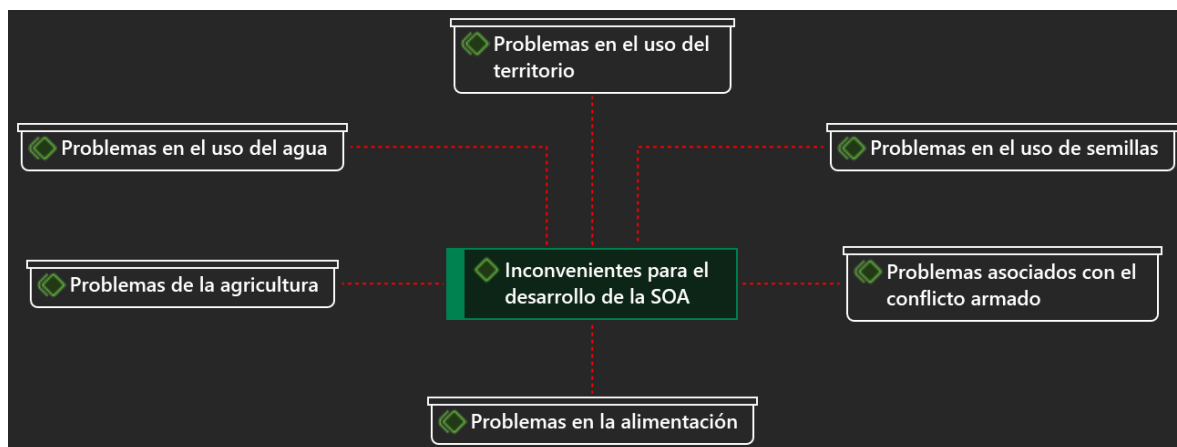 Problemas en el uso del
territorio
Problemas en el uso del agua
Problemas en el uso de semillas
Problemas de la agricultura
Inconvenientes para el
desarrollo de la SOA
Problemas asociados con el
conflicto armado
Problemas en la alimentación